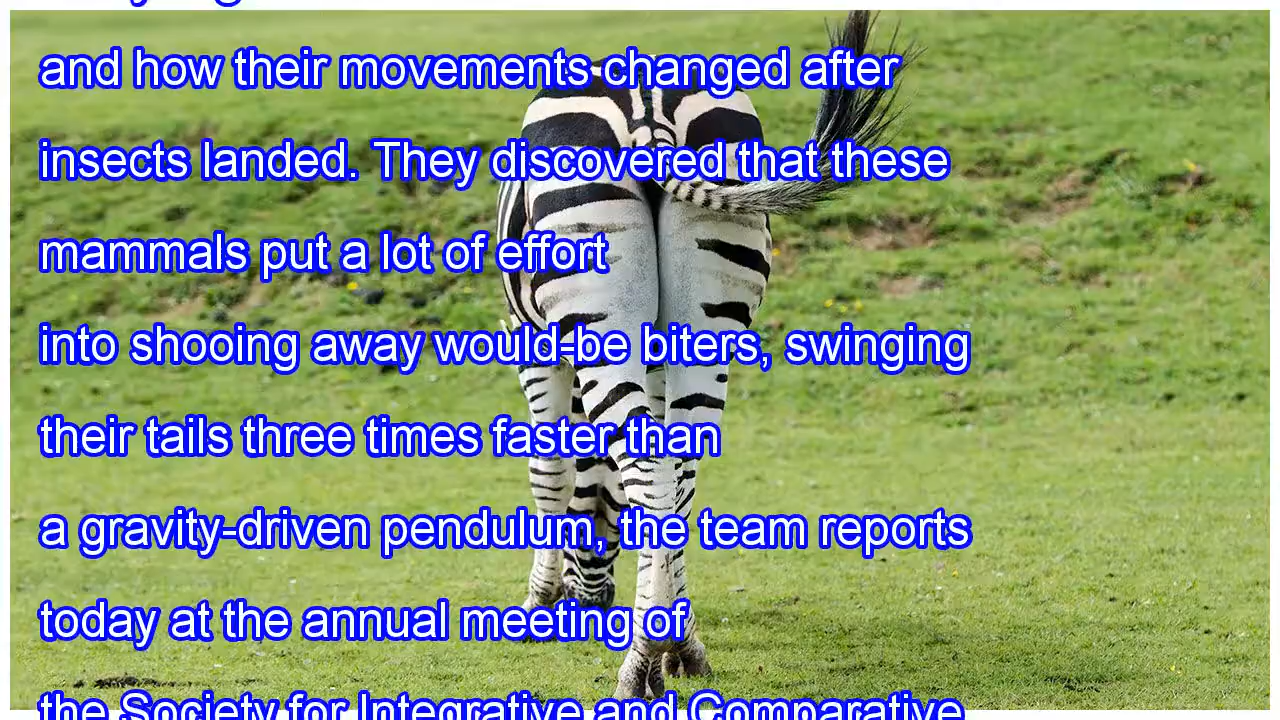 and how their movements changed after
insects landed. They discovered that these
mammals put a lot of effort
into shooing away would-be biters, swinging
their tails three times faster than
a gravity-driven pendulum, the team reports
today at the annual meeting of
the Society for Integrative and Comparative